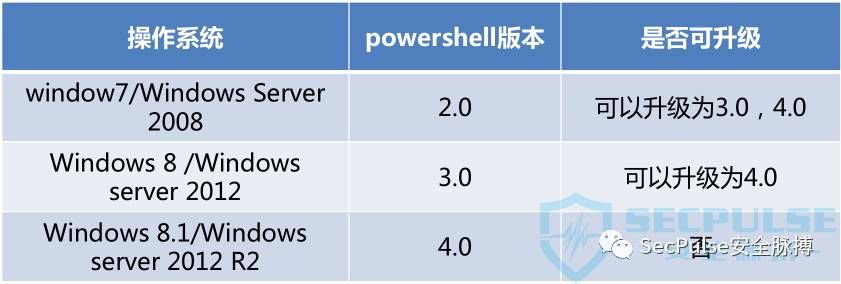 操作系统 powershell版本 是否可升级
window7/Windows Server
2008
2.0
可以升级为3.0，4.0
Windows 8 /Windows
server 2012
3.0
可以升级为4.0
Windows 8.1/Windows
server 2012 R2
4.0
否
SECPULSE
SecPulse安全脉搏